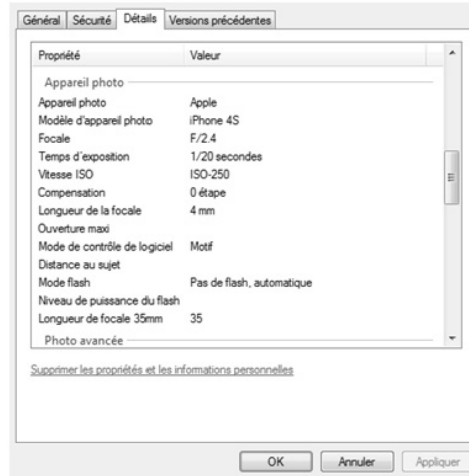 Général Sécurité Détails Versions précédentes
Propriété Valeur
Appareil photo
Appareil photo Apple
Modèle d'appareil photo iPhone 4S
Focale F/2.4
Temps d'exposition 1/20 secondes
Vitesse ISO ISO-250
Compensation 0 étape
Longueur de la focale 4 mm
Ouverture maxi
Mode de contrôle de logiciel Motif
Distance au sujet
Mode flash Pas de flash, automatique
Niveau de puissance du flash
Longueur de focale 35mm 35
Photo avancée
Supprimer les propriétés et les informations personnelles
OK Annuler Appliquer